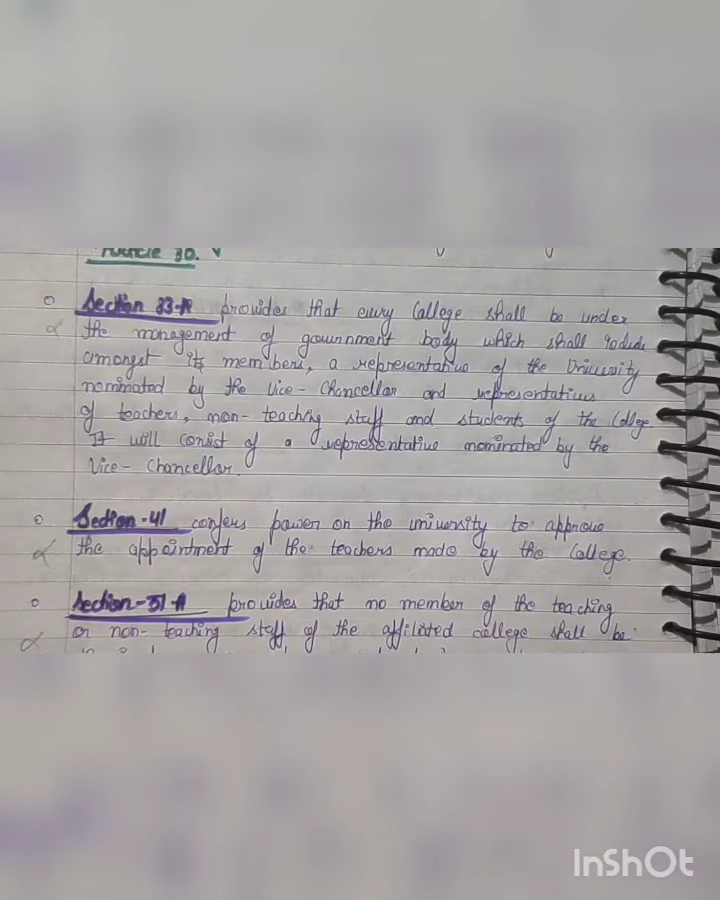 Article 30.
Section 33-A provides that every College shall be under
the management of gouvnment body which shall
amongst its members, a representative of the University
nominated by the Vice-Chancellar and representatives
of teachers, non-teaching staff and students of the College
It will consist of a representative nominated by the
Vice-Chancellar.
Section-41 confers power on the university to approve
the appointment of the teachers made by the College.
Section-51-A provides that no member of the teaching
or non-teaching staff of the affiliated college shall be
InShOt